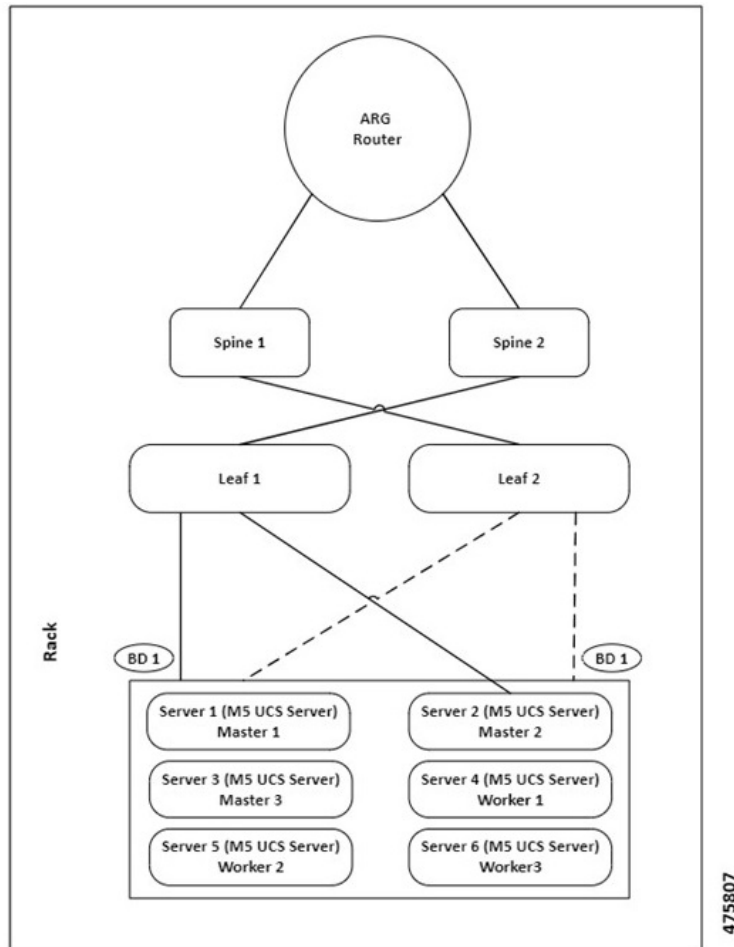 ARG
Router
Spine 1
Spine 2
Leaf 1
Leaf 2
Rack
BD 1
BD 1
Server 1 (M5 UCS Server)
Master 1
Server 2 (M5 UCS Server)
Master 2
Server 3 (M5 UCS Server)
Master 3
Server 4 (M5 UCS Server)
Worker 1
Server 5 (M5 UCS Server)
Worker 2
Server 6 (M5 UCS Server)
Worker3
475807